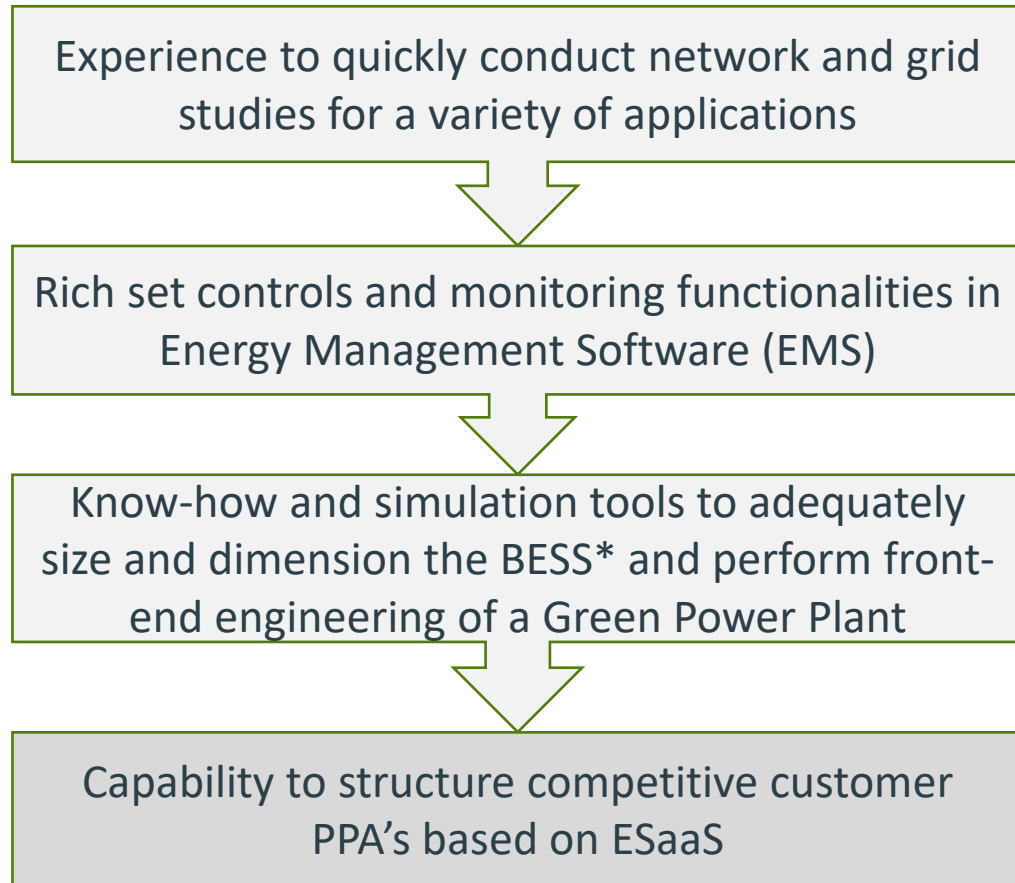 Experience to quickly conduct network and grid
studies for a variety of applications
Rich set controls and monitoring functionalities in
Energy Management Software (EMS)
Know-how and simulation tools to adequately
size and dimension the BESS* and perform front-
end engineering of a Green Power Plant
Capability to structure competitive customer
PPA’s based on ESaaS